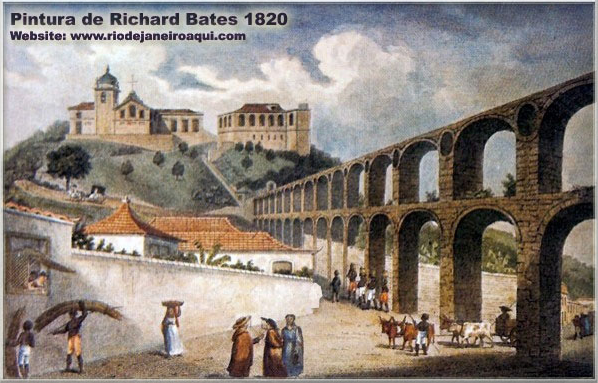 Pintura de Richard Bates 1820
Website: www.riodejaneiroaqui.com